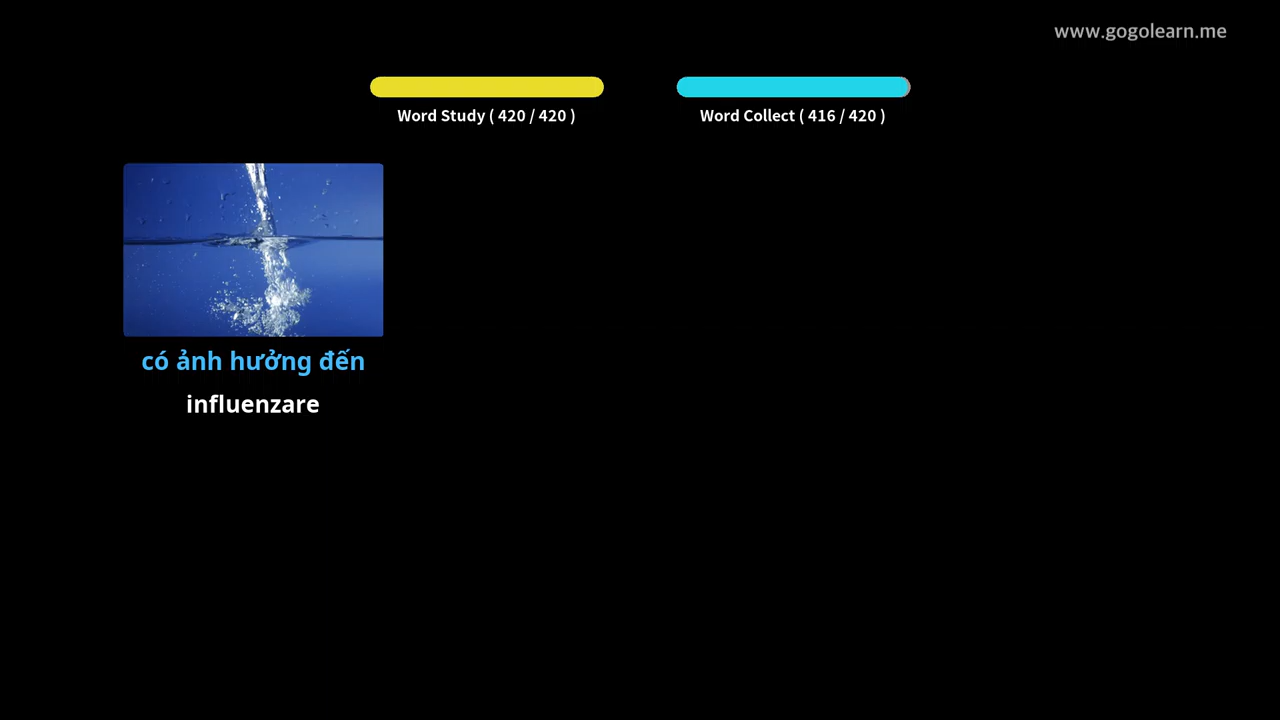 www.gogolearn.me
Word Study ( 420 / 420 )
Word Collect ( 416 / 420 )
có ảnh hưởng đến
influenzare